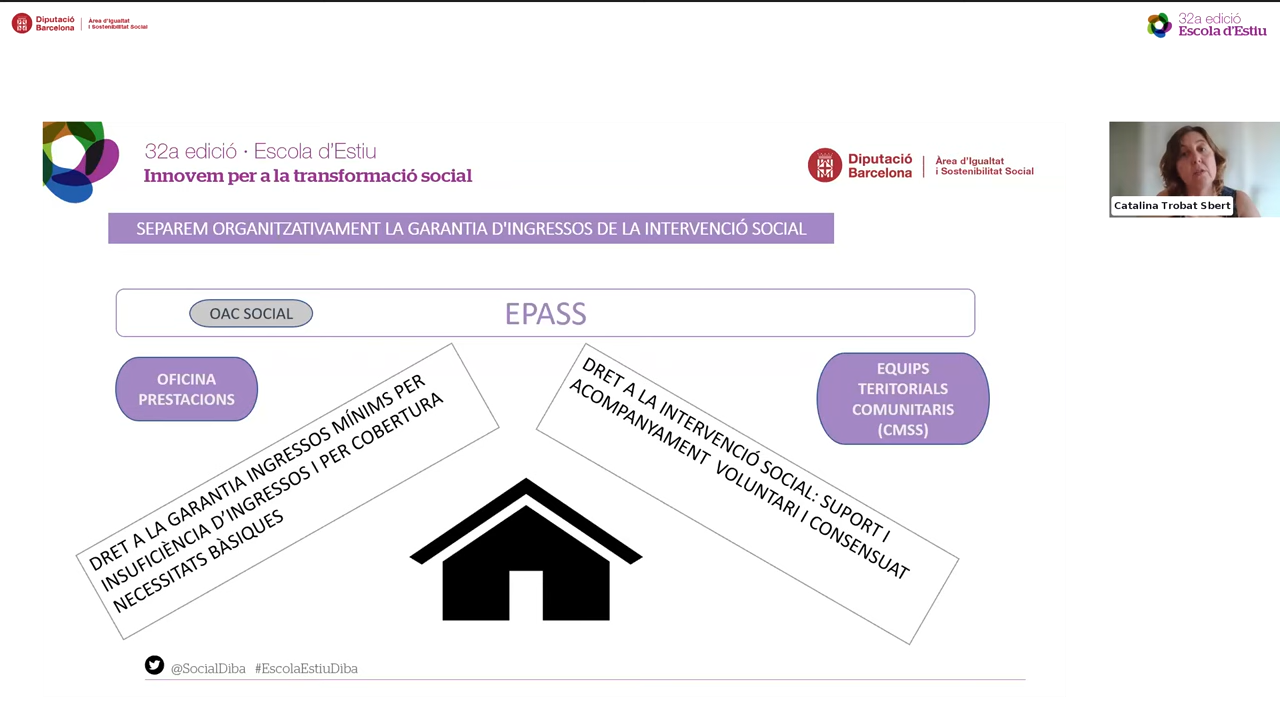 Diputació
Barcelona
Àrea d'Igualtat
i Sostenibilitat Social
32a edició
Escola d'Estiu
32a edició · Escola d'Estiu
Innovem per a la transformació social
Diputació
Barcelona
Àrea d'Igualtat
i Sostenibilitat Social
Catalina Trobat Sbert
SEPAREM ORGANITZATIVAMENT LA GARANTIA D'INGRESSOS DE LA INTERVENCIÓ SOCIAL
OAC SOCIAL
EPASS
OFICINA
PRESTACIONS
EQUIPS
TERITORIALS
COMUNITARIS
(CMSS)
DRET A LA GARANTIA INGRESSOS MÍNIMS PER
INSUFICIÈNCIA D'INGRESSOS I PER COBERTURA
NECESSITATS BÀSIQUES
DRET A LA INTERVENCIÓ SOCIAL: SUPORT I
ACOMPANYAMENT VOLUNTARI I CONSENSUAT
@SocialDiba #EscolaEstiuDiba